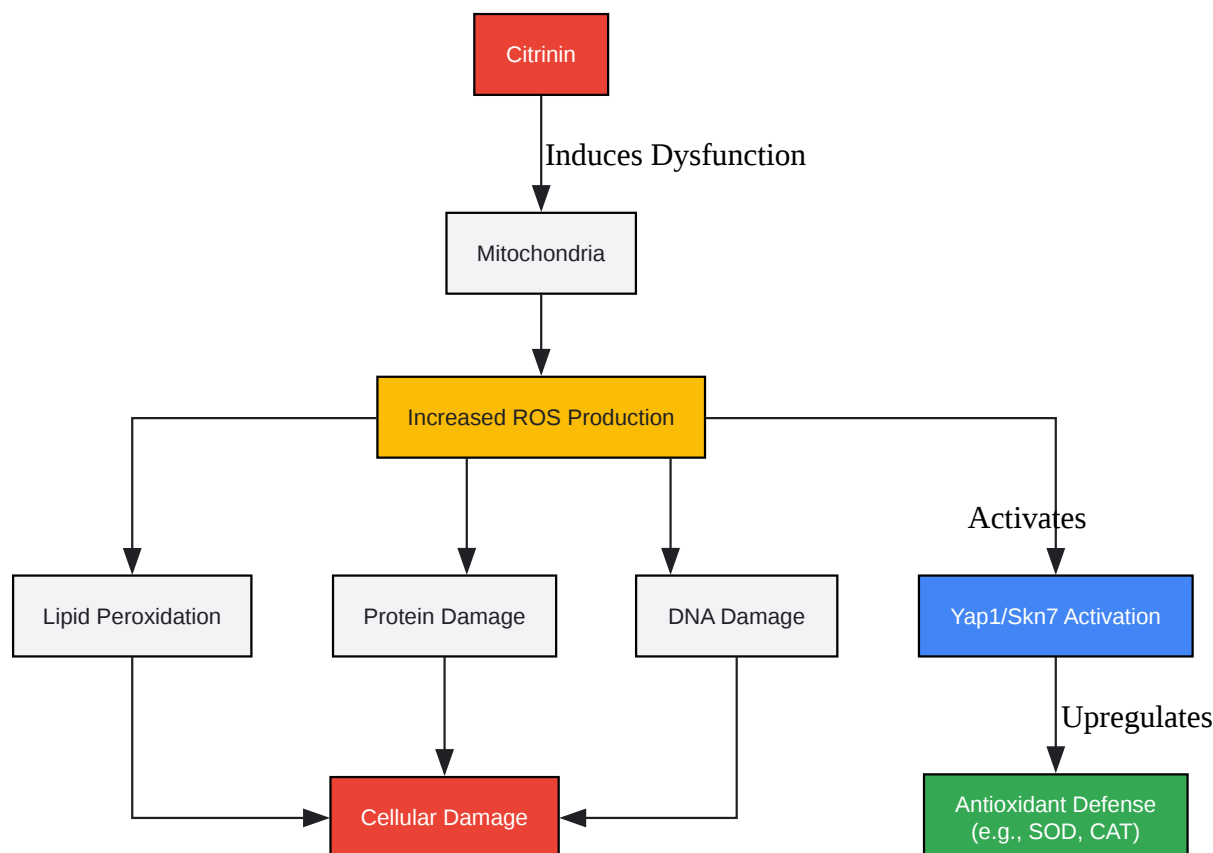 Citrinin
Induces Dysfunction
Mitochondria
Increased ROS Production
Activates
Lipid Peroxidation
Protein Damage
DNA Damage
Yap1/Skn7 Activation
Upregulates
Cellular Damage
Antioxidant Defense
(e.g., SOD, CAT)